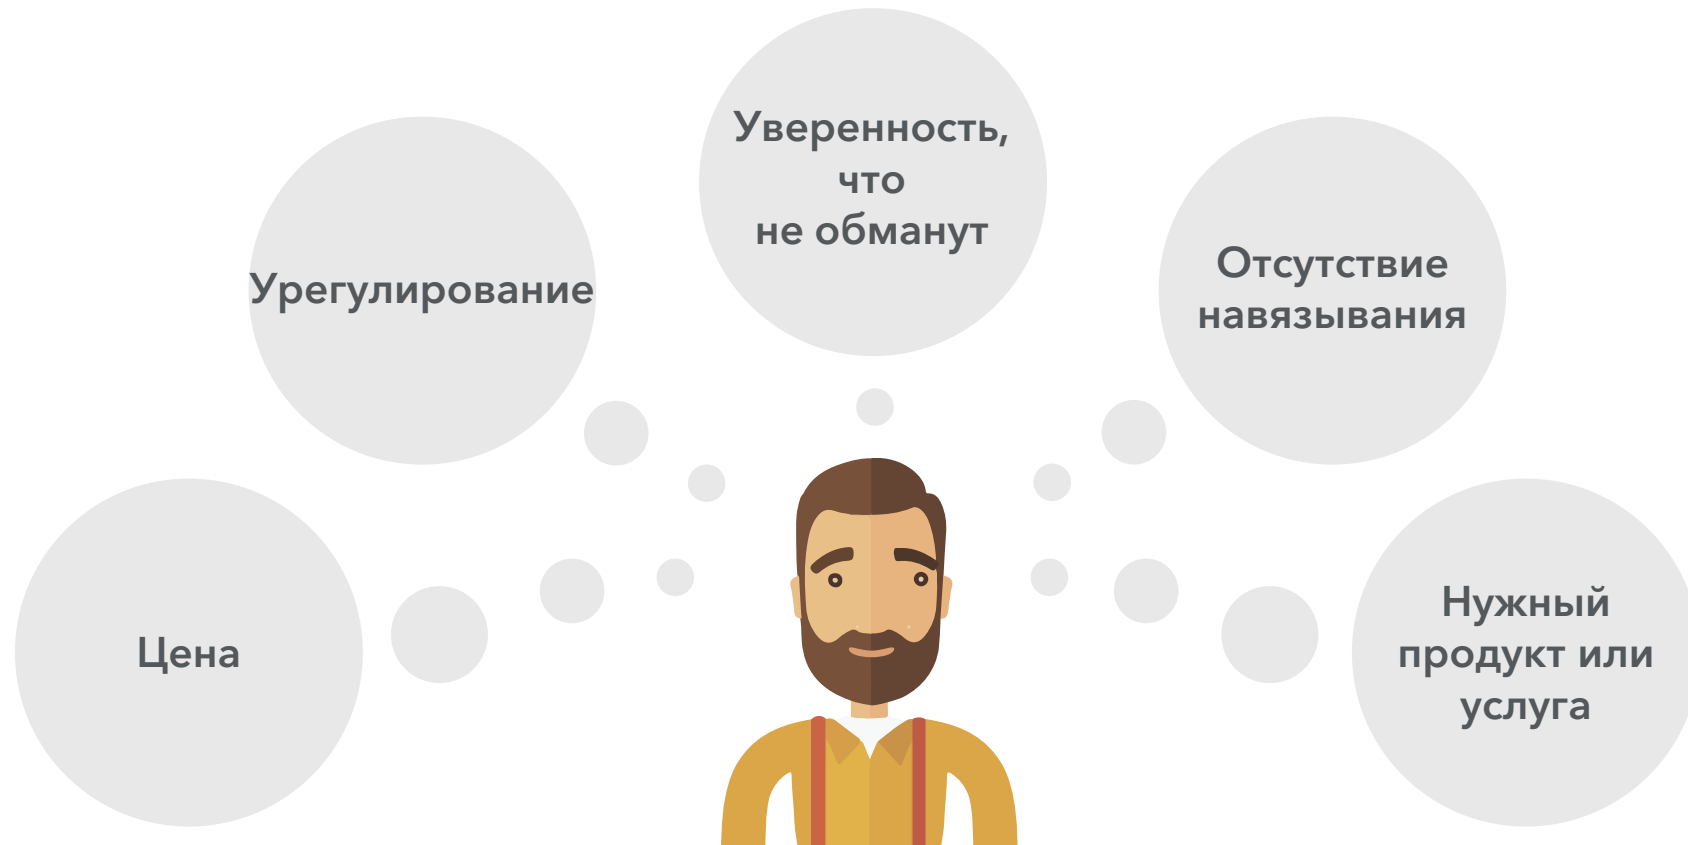 Уверенность,
что
не обманут
Урегулирование
Отсутствие
навязывания
Цена
Нужный
продукт или
услуга